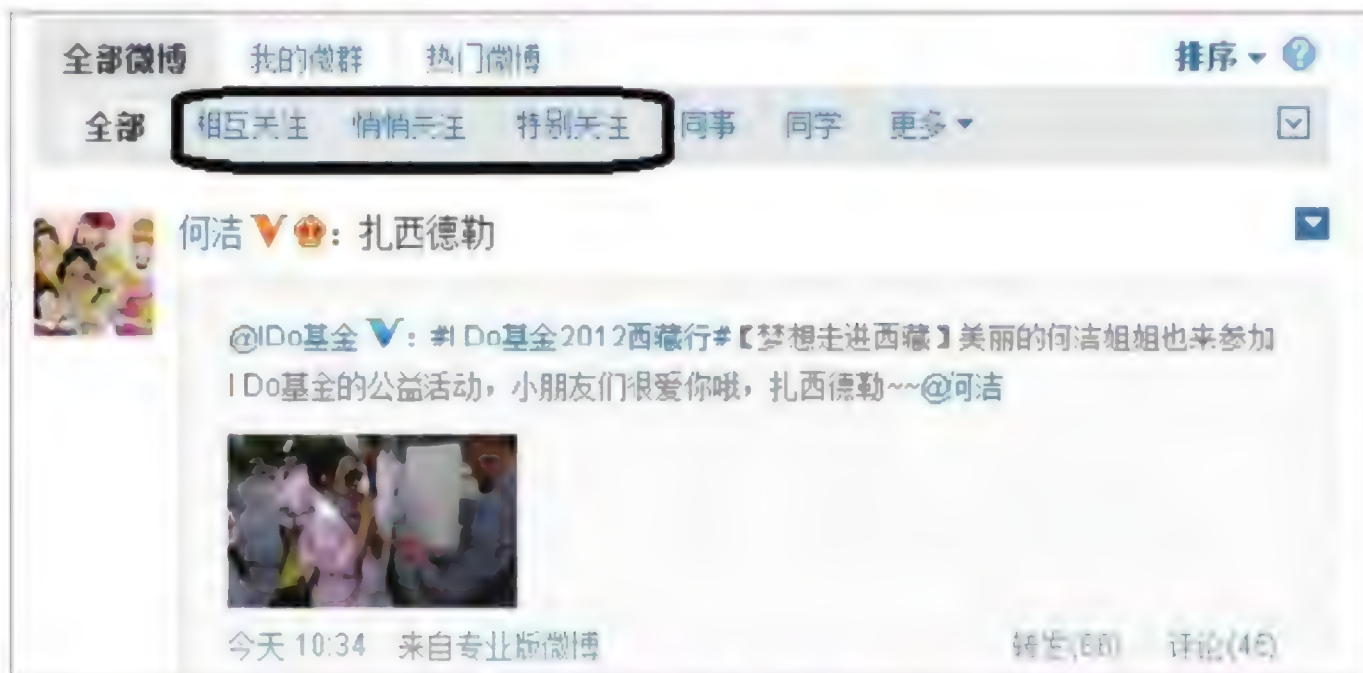 全部微博 我的微群 热门微博 排序
全部 相互关注 悄悄关注 特别关注 同事 同学 更多
何洁：扎西德勒
@IDo基金：#I Do基金2012西藏行#【梦想走进西藏】美丽的何洁姐姐也来参加
I Do基金的公益活动，小朋友们很爱你哦，扎西德勒~~@何洁
今天 10:34 来自专业版微博
转发 评论